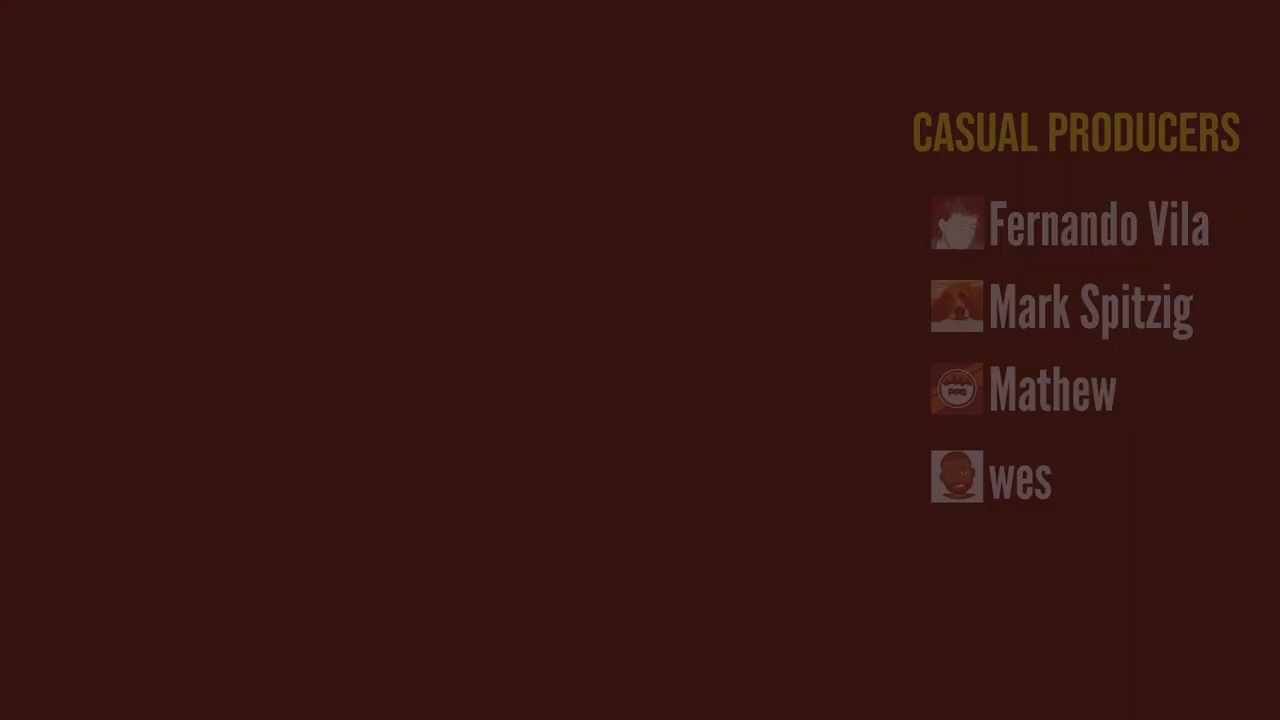 CASUAL PRODUCERS
Fernando Vila
Mark Spitzig
Mathew
wes